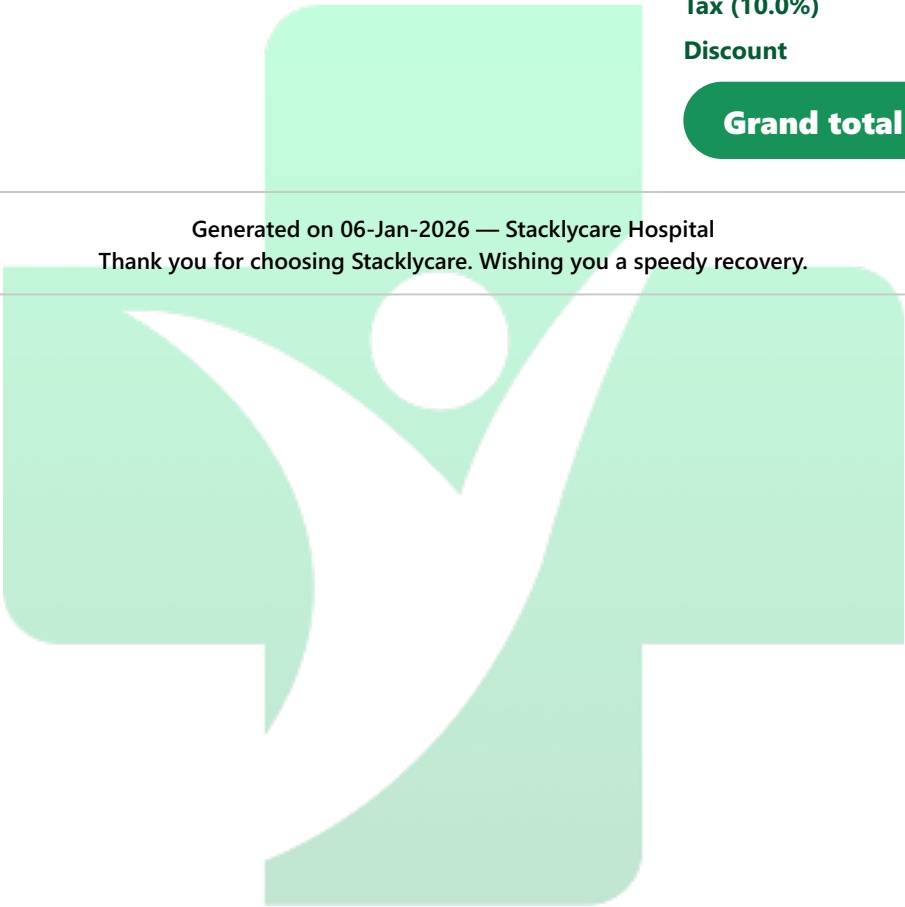 Tax (10.0%)
Discount
Grand total
Generated on 06-Jan-2026 — Stacklycare Hospital
Thank you for choosing Stacklycare. Wishing you a speedy recovery.